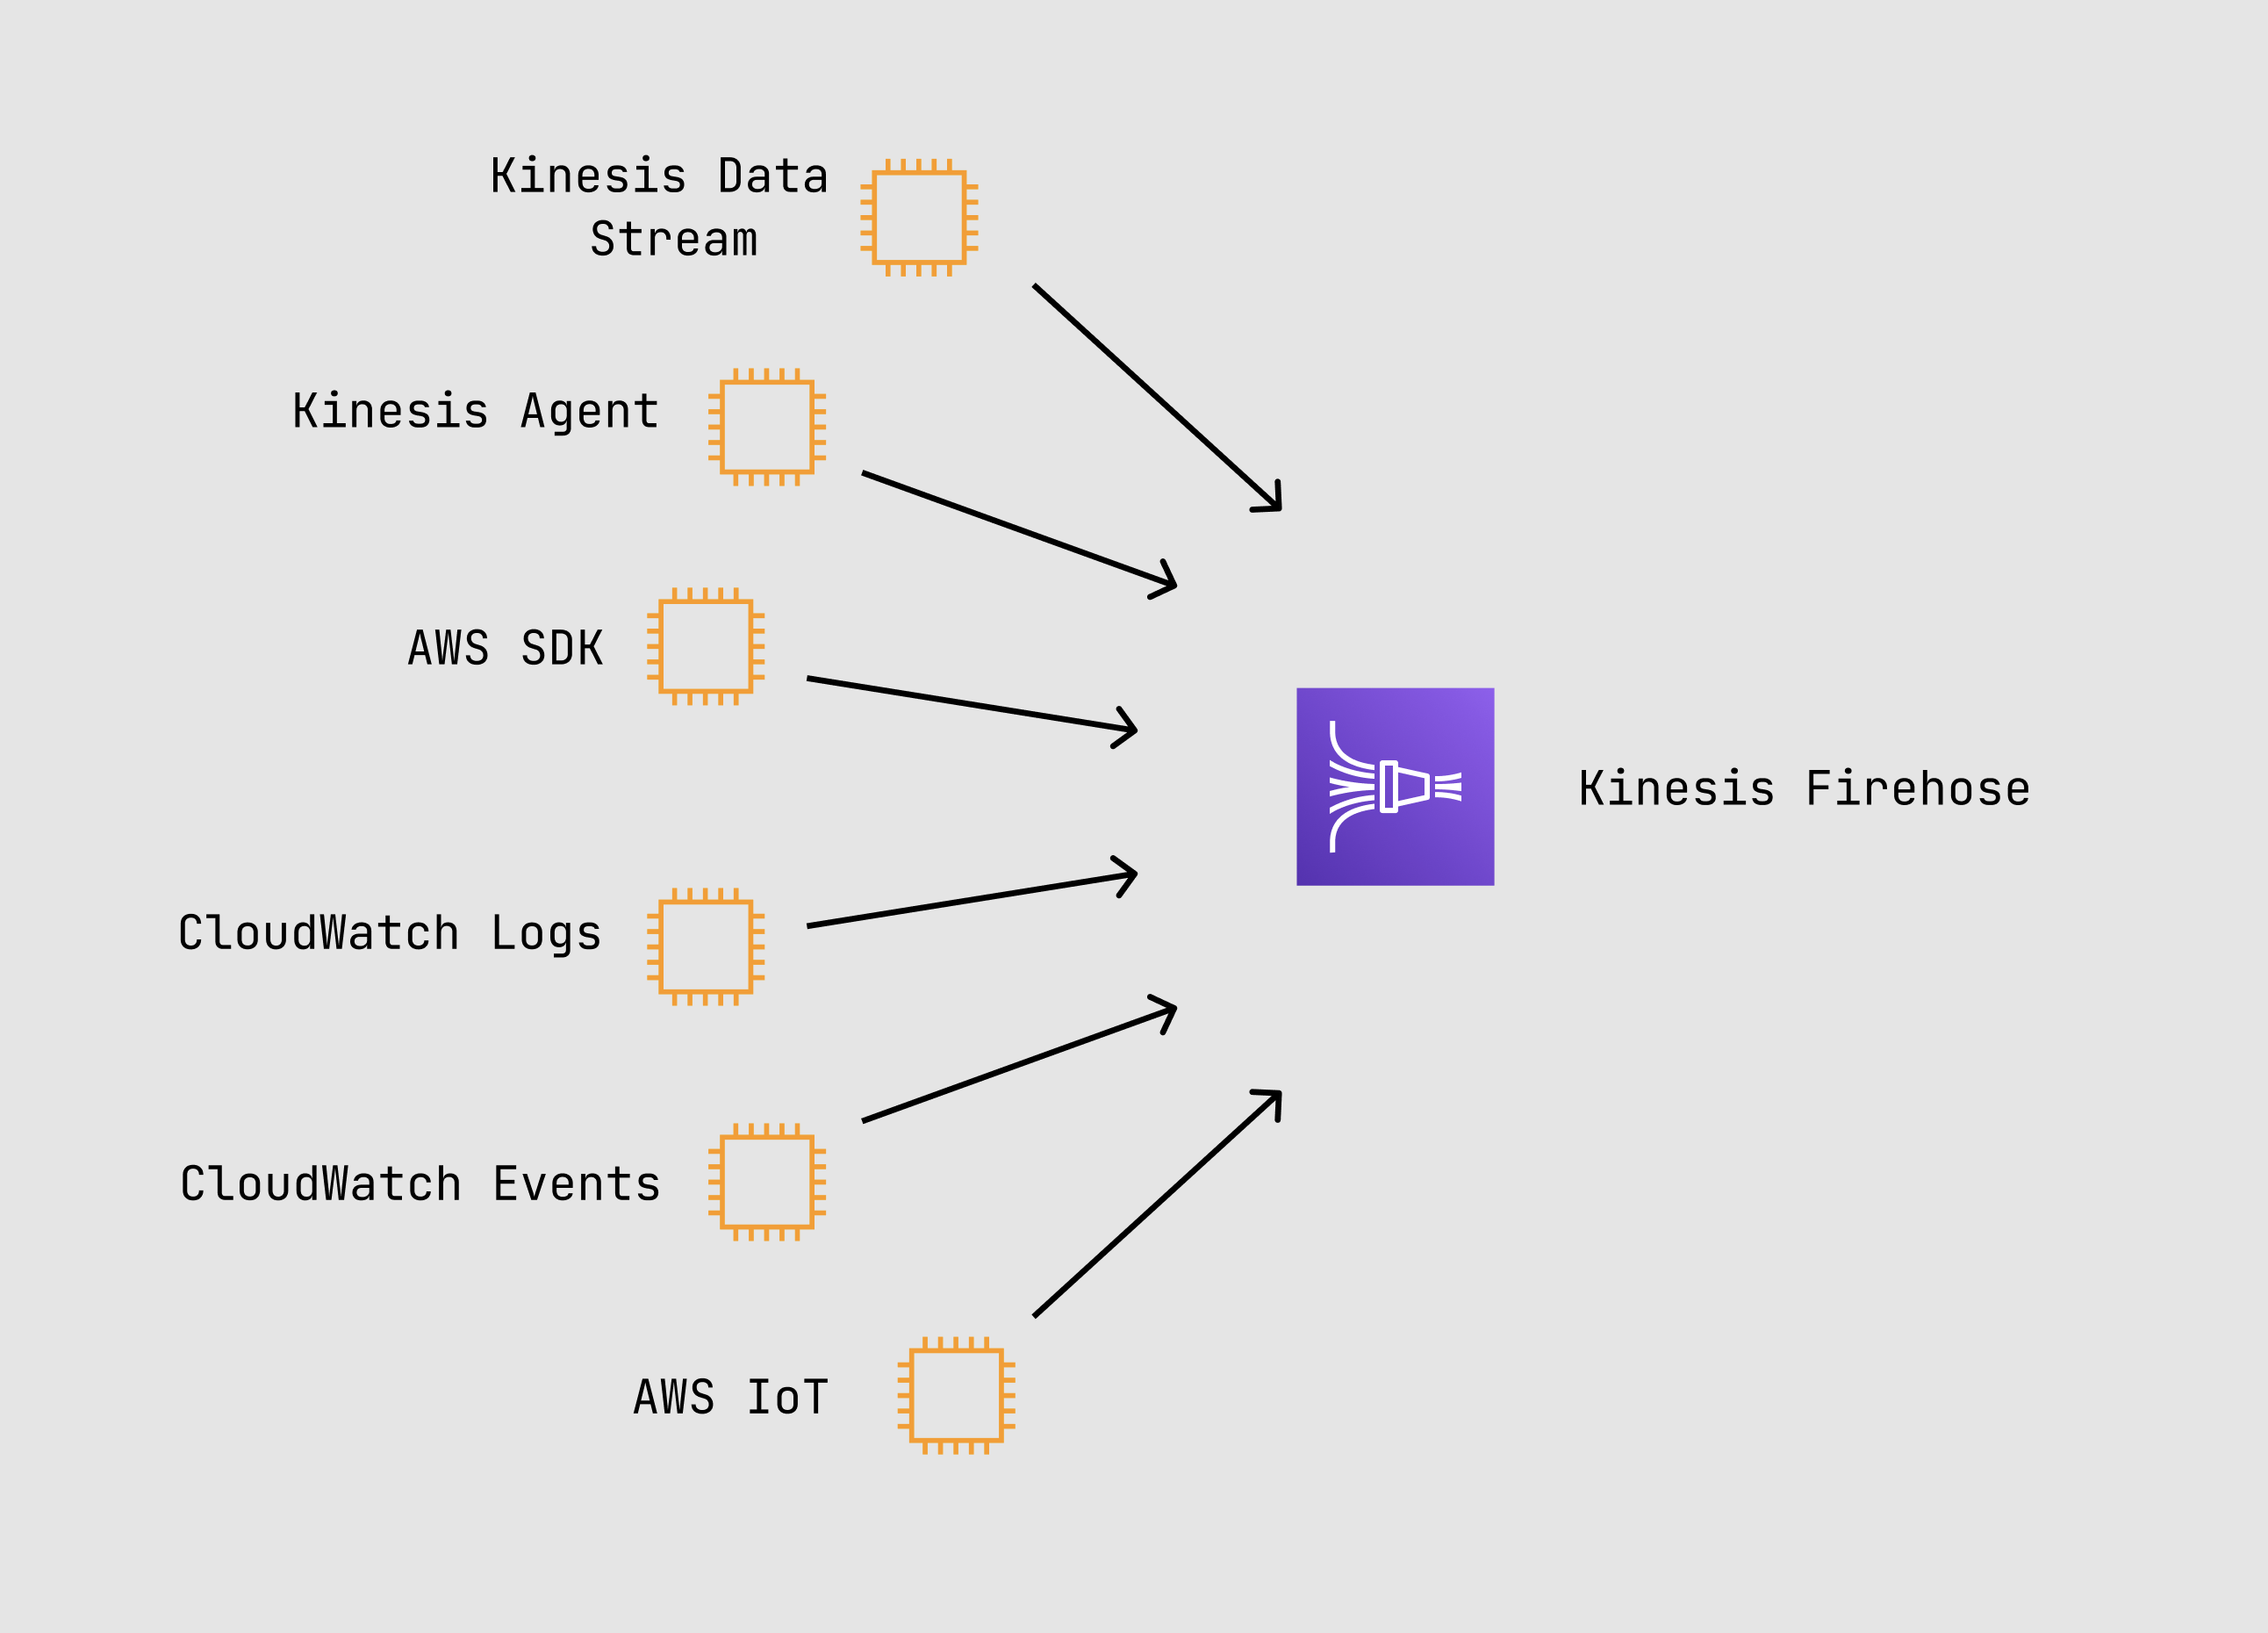 Kinesis Data
Stream
Kinesis Agent
AWS SDK
Kinesis Firehose
CloudWatch Logs
CloudWatch Events
AWS IoT